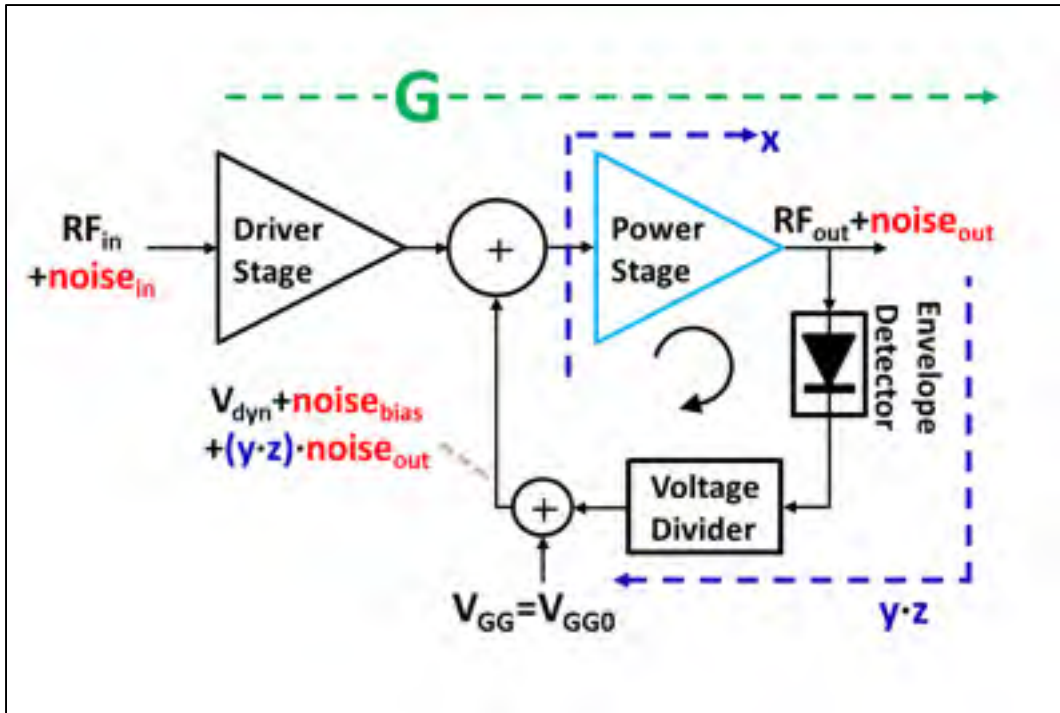 G
x
RFin
+noisein
Driver
Stage
+
Power
Stage
RFout+noiseout
Envelope
Detector
Vdyn+noisebias
+(y·z)·noiseout
+
Voltage
Divider
VGG=VGG0
y·z